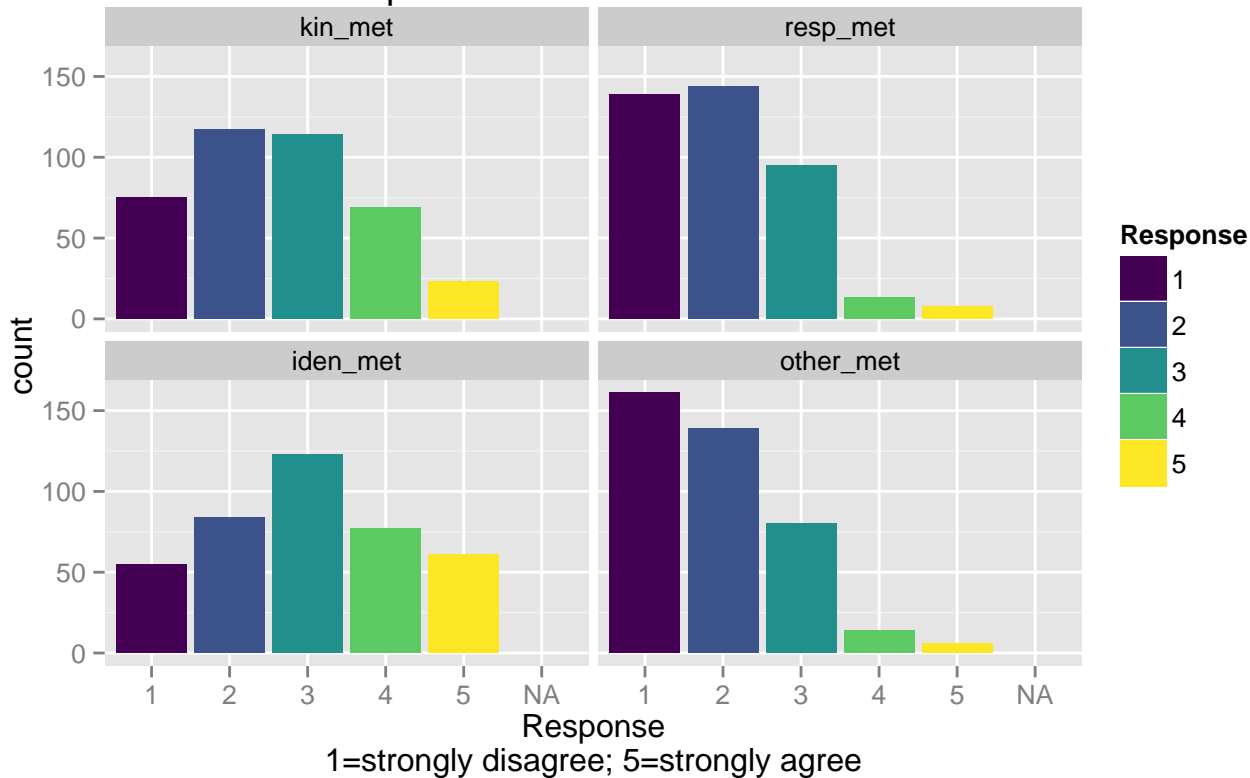 kin_met
resp_met
150
100
50
0
iden_met
other_met
150
100
50
0
count
1 2 3 4 5 NA
1 2 3 4 5 NA
Response
1=strongly disagree; 5=strongly agree
Response
1
2
3
4
5